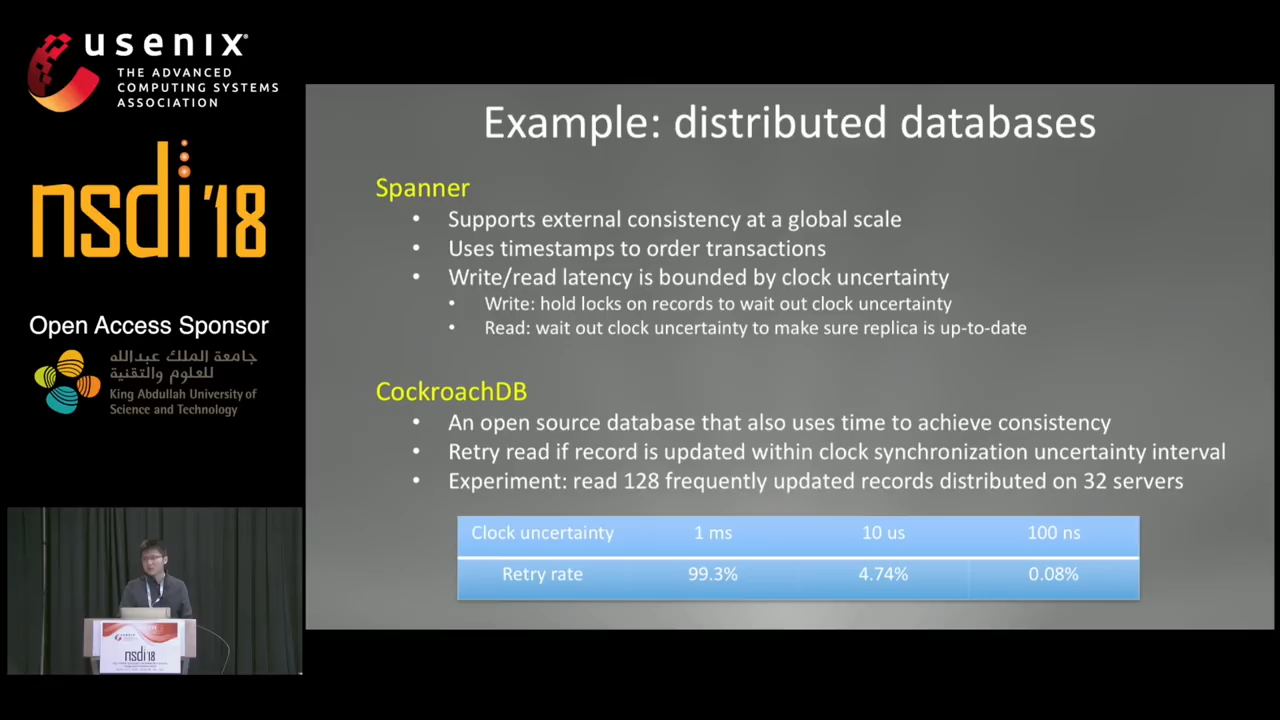 usenix
THE ADVANCED
COMPUTING SYSTEMS
ASSOCIATION
nsdi '18
Open Access Sponsor
جامعة الملك عبدالله
للعلوم والتقنية
King Abdullah University of
Science and Technology
Example: distributed databases
Spanner
• Supports external consistency at a global scale
• Uses timestamps to order transactions
• Write/read latency is bounded by clock uncertainty
• Write: hold locks on records to wait out clock uncertainty
• Read: wait out clock uncertainty to make sure replica is up-to-date
CockroachDB
• An open source database that also uses time to achieve consistency
• Retry read if record is updated within clock synchronization uncertainty interval
• Experiment: read 128 frequently updated records distributed on 32 servers
Clock uncertainty 1 ms 10 us 100 ns
Retry rate 99.3% 4.74% 0.08%
usenix
nsdi'18